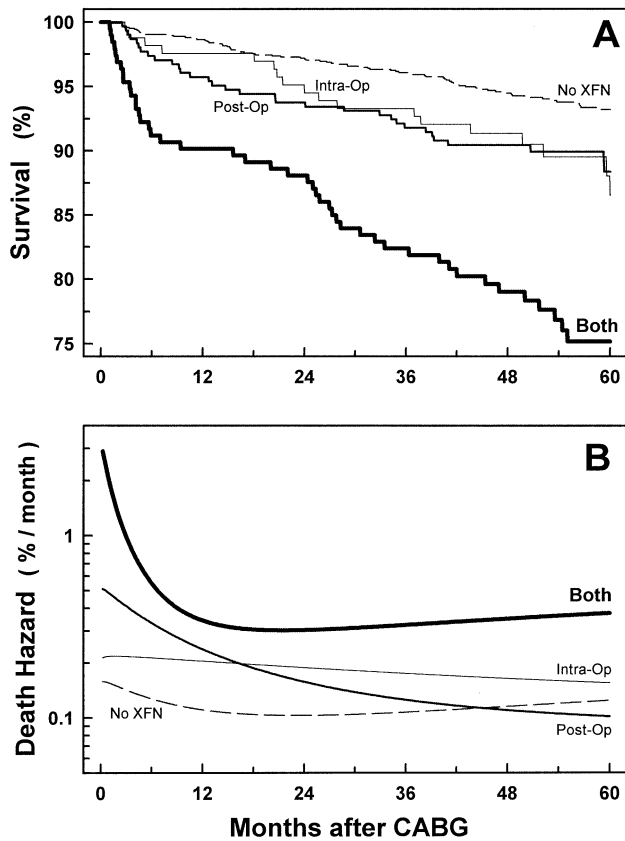 A
100
95
90
85
80
75
Survival (%)
No XFN
Intra-Op
Post-Op
Both
0 12 24 36 48 60
B
1
0.1
Death Hazard ( % / month )
Both
Intra-Op
No XFN
Post-Op
0 12 24 36 48 60
Months after CABG